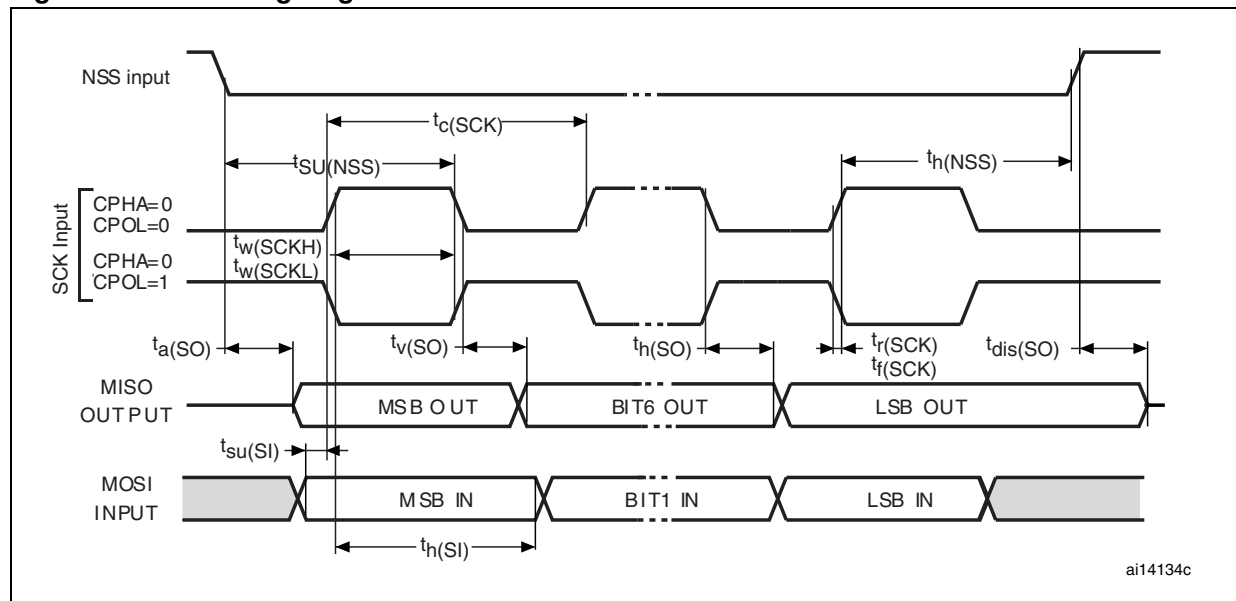 NSS input
tc(SCK)
tSU(NSS)
th(NSS)
SCK Input
CPHA=0
CPOL=0
tw(SCKH)
tw(SCKL)
CPHA=0
CPOL=1
ta(SO)
tv(SO)
th(SO)
tr(SCK)
tf(SCK)
tdis(SO)
MISO
OUTPUT
MSB OUT
BIT6 OUT
LSB OUT
tsu(SI)
MOSI
INPUT
MSB IN
BIT1 IN
LSB IN
th(SI)
ai14134c